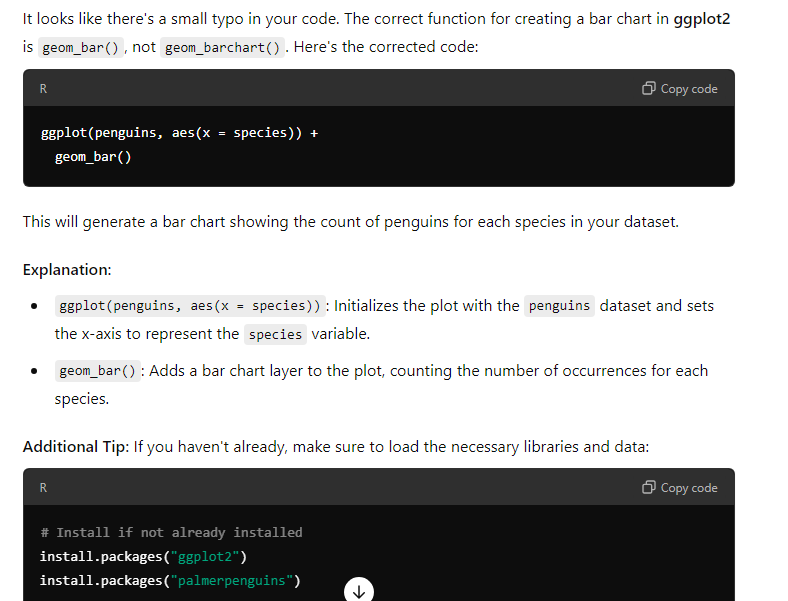 It looks like there's a small typo in your code. The correct function for creating a bar chart in ggplot2
is geom_bar(), not geom_barchart(). Here's the corrected code:
R
Copy code
ggplot(penguins, aes(x = species)) +
  geom_bar()
This will generate a bar chart showing the count of penguins for each species in your dataset.
Explanation:
• ggplot(penguins, aes(x = species)): Initializes the plot with the penguins dataset and sets
the x-axis to represent the species variable.
• geom_bar(): Adds a bar chart layer to the plot, counting the number of occurrences for each
species.
Additional Tip: If you haven't already, make sure to load the necessary libraries and data:
R
Copy code
# Install if not already installed
install.packages("ggplot2")
install.packages("palmerpenguins")